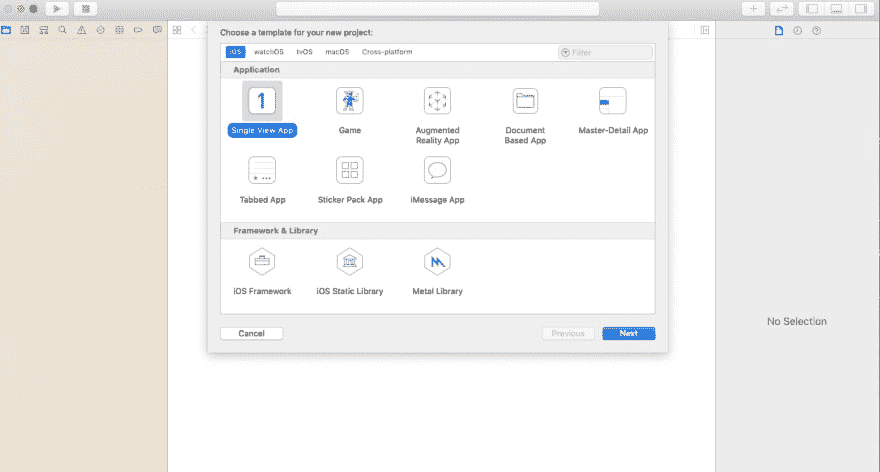 Choose a template for your new project:
iOS watchOS tvOS macOS Cross-platform Filter
Application
1
Single View App Game Augmented Reality App Document Based App Master-Detail App
Tabbed App Sticker Pack App iMessage App
Framework & Library
iOS Framework iOS Static Library Metal Library
Cancel Previous Next
No Selection